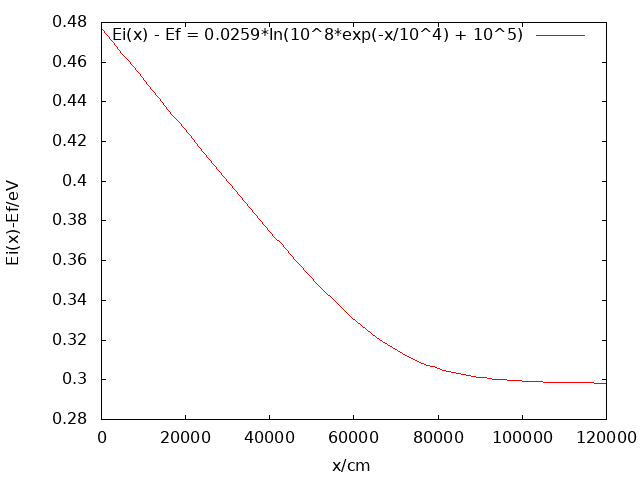 Ei(x) - Ef = 0.0259*ln(10^8*exp(-x/10^4) + 10^5)
0.48
0.46
0.44
0.42
0.4
0.38
0.36
0.34
0.32
0.3
0.28
Ei(x)-Ef/eV
0 20000 40000 60000 80000 100000 120000
x/cm